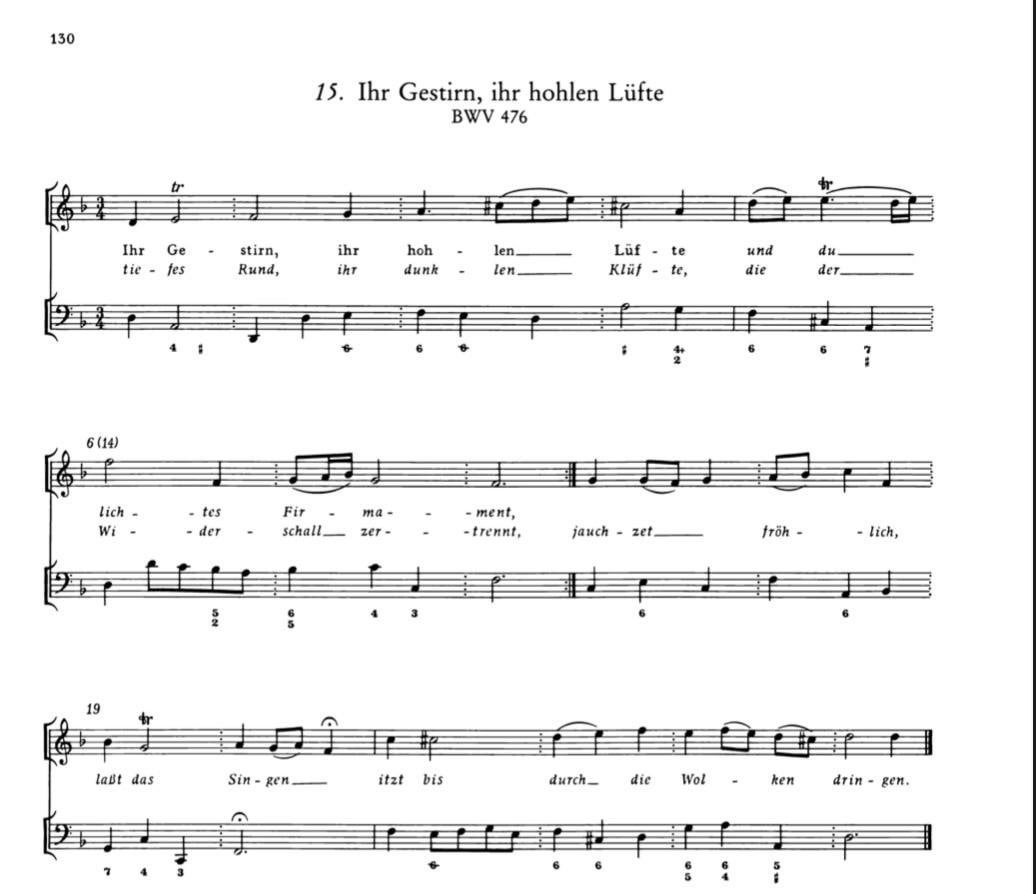 130
15. Ihr Gestirn, ihr hohlen Lüfte
BWV 476
tr
3 4
Ihr Ge - stirn, ihr hoh - len Lüf - te und du
tie - fes Rund, ihr dunk - len Klüf - te, die der
3 4
4 6 6 6 4+ 6 6 7
2
6 (14)
lich - - tes Fir - ma - - ment,
Wi - - der - schall zer - - trennt, jauch - zet fröh - - lich,
5 6 4 3 6 6
2 5
19
laßt das Sin - gen itzt bis durch die Wol - ken drin - gen.
7 4 3 6 6 6 6 6 5
5 4